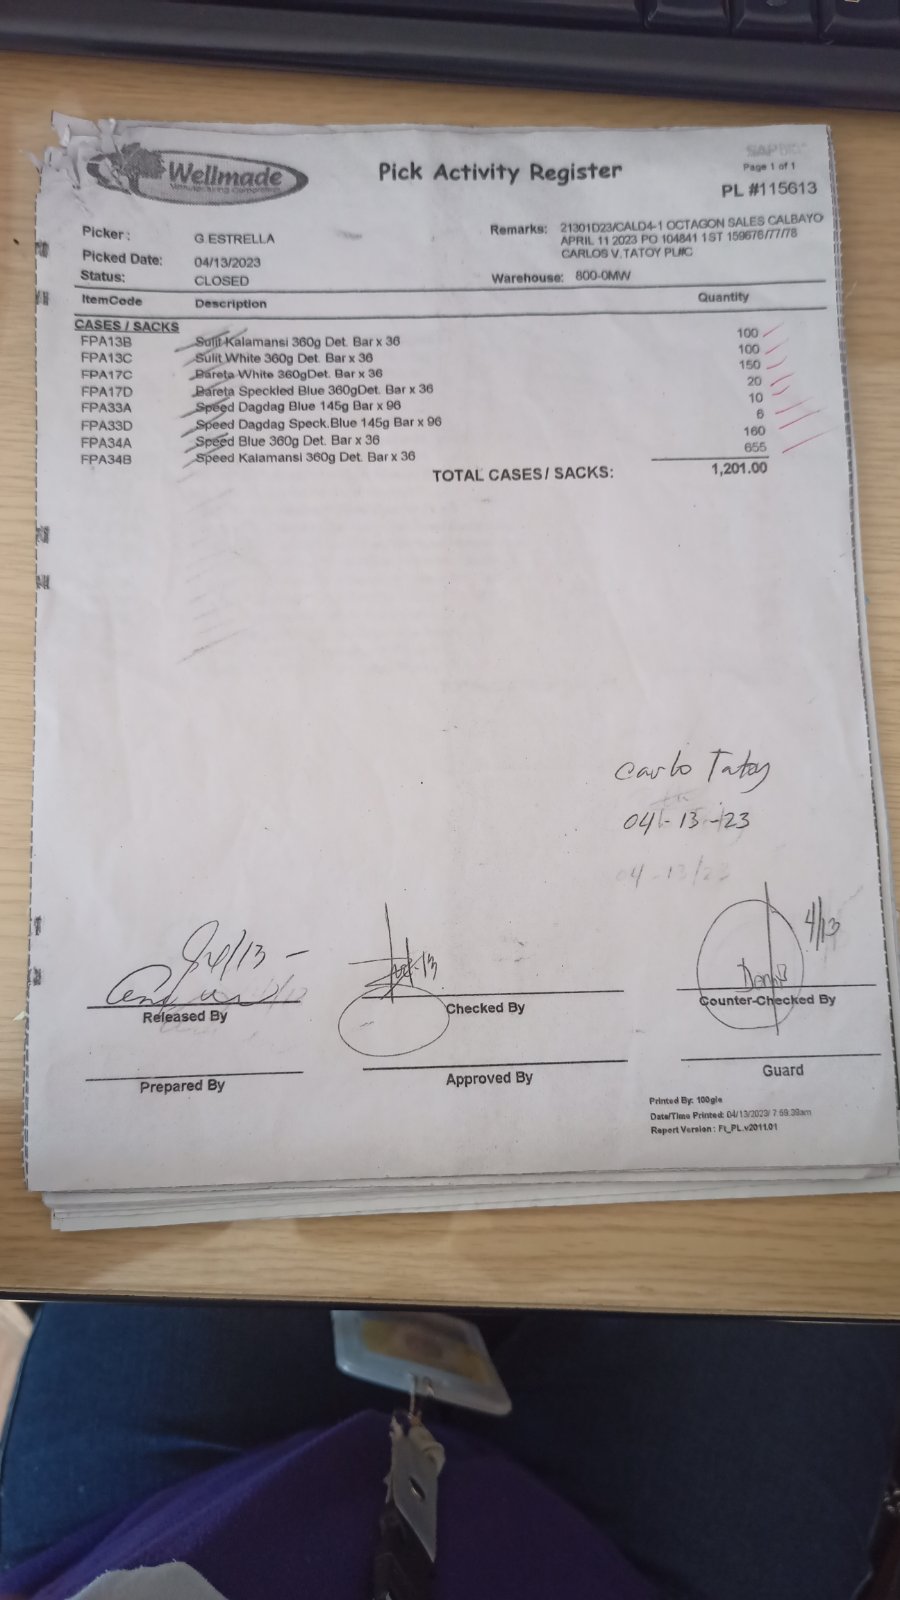 Wellmade
Manufacturing Corporation
Pick Activity Register
Page 1 of 1
PL #115613
Picker: G.ESTRELLA
Remarks: 21301D23/CALD4-1 OCTAGON SALES CALBAYO
APRIL 11 2023 PO 104841 1ST 159676/77/78
CARLOS V.TATOY PU#C
Picked Date: 04/13/2023
Status: CLOSED
Warehouse: 800-0MW
ItemCode Description Quantity
CASES / SACKS
FPA13B Sulit Kalamansi 360g Det. Bar x 36 100
FPA13C Sulit White 360g Det. Bar x 36 100
FPA17C Bareta White 360gDet. Bar x 36 150
FPA17D Bareta Speckled Blue 360gDet. Bar x 36 20
FPA33A Speed Dagdag Blue 145g Bar x 96 10
FPA33D Speed Dagdag Speck.Blue 145g Bar x 96 6
FPA34A Speed Blue 360g Det. Bar x 36 160
FPA34B Speed Kalamansi 360g Det. Bar x 36 655
TOTAL CASES / SACKS: 1,201.00
Carlo Tatoy
04-13-23
04-13/23
4/13
Released By
Checked By
Counter-Checked By
Prepared By
Approved By
Guard
Printed By: 100gle
Date/Time Printed: 04/13/2023/ 7:59:39am
Report Version : Ft_PL.v2011.01